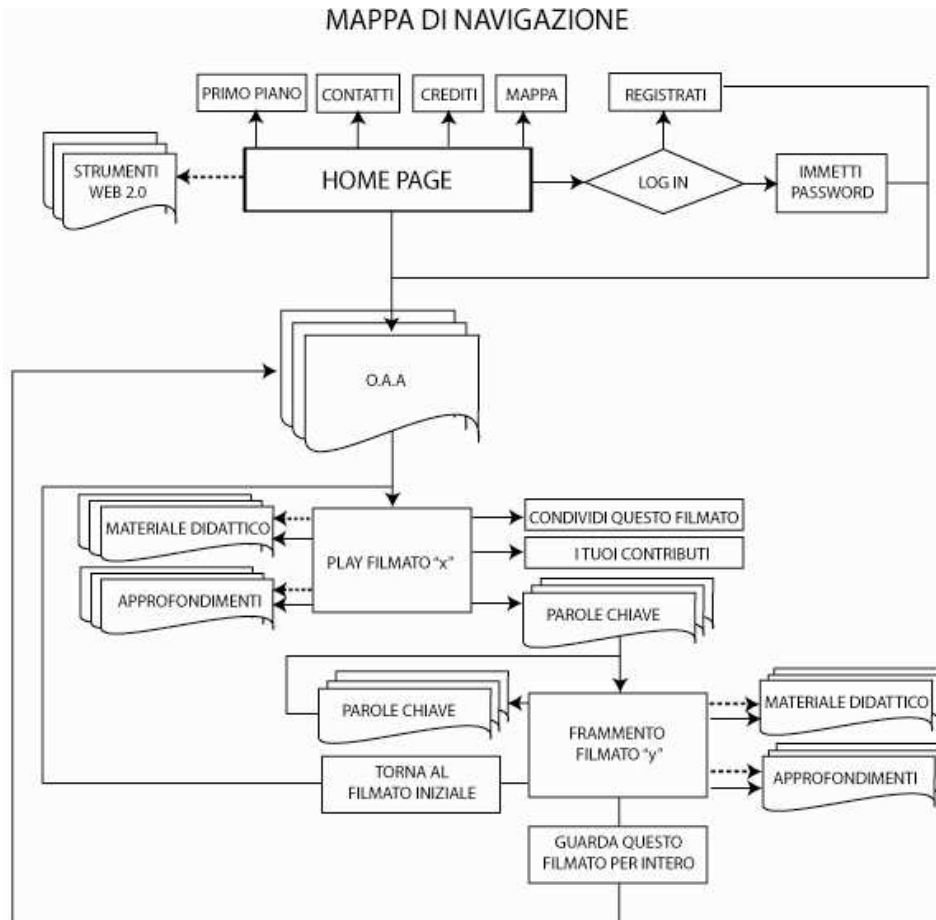 MAPPA DI NAVIGAZIONE
PRIMO PIANO
CONTATTI
CREDITI
MAPPA
REGISTRATI
STRUMENTI
WEB 2.0
HOME PAGE
LOG IN
IMMETTI
PASSWORD
O.A.A
MATERIALE DIDATTICO
PLAY FILMATO "x"
CONDIVIDI QUESTO FILMATO
I TUOI CONTRIBUTI
APPROFONDIMENTI
PAROLE CHIAVE
PAROLE CHIAVE
FRAMMENTO
FILMATO "y"
MATERIALE DIDATTICO
APPROFONDIMENTI
TORNA AL
FILMATO INIZIALE
GUARDA QUESTO
FILMATO PER INTERO